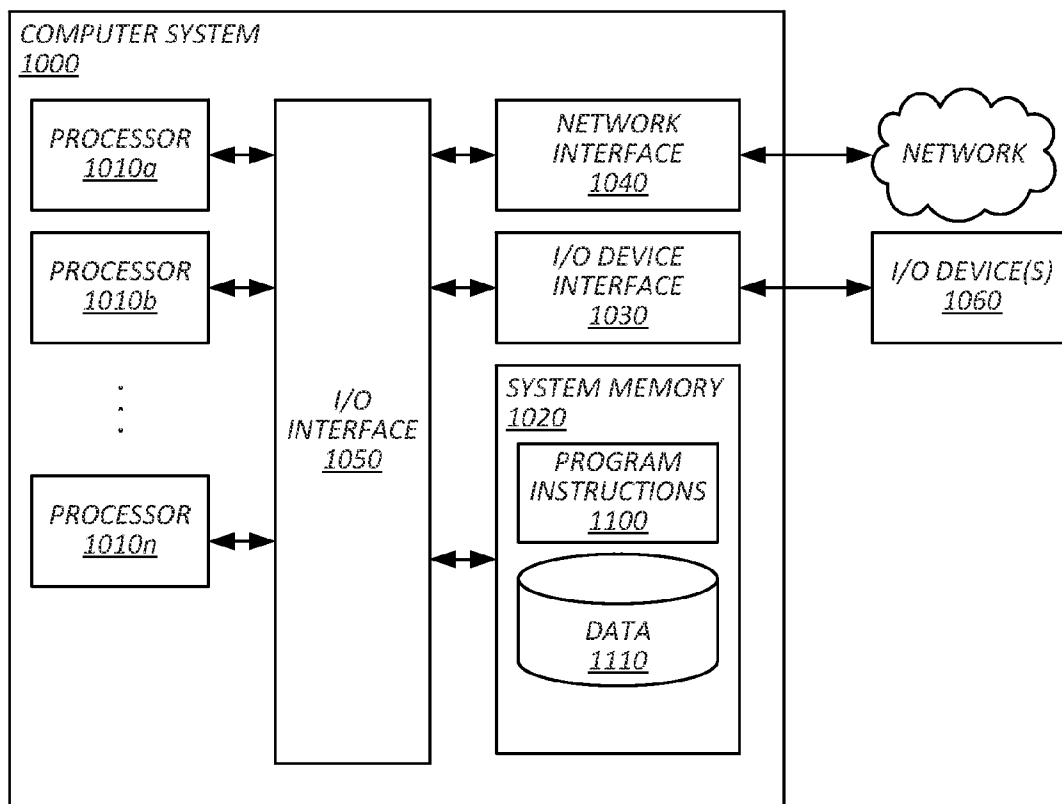 COMPUTER SYSTEM
1000
PROCESSOR
1010a
PROCESSOR
1010b
PROCESSOR
1010n
I/O
INTERFACE
1050
NETWORK
INTERFACE
1040
I/O DEVICE
INTERFACE
1030
SYSTEM MEMORY
1020
PROGRAM
INSTRUCTIONS
1100
DATA
1110
NETWORK
I/O DEVICE(S)
1060